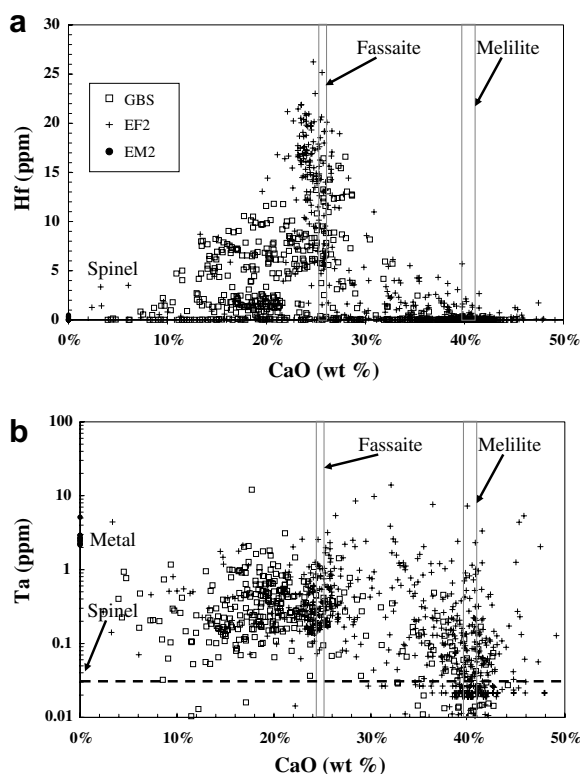 a
30
25
20
15
10
5
0
Hf (ppm)
GBS
EF2
EM2
Fassaite
Melilite
Spinel
0% 10% 20% 30% 40% 50%
CaO (wt %)
b
100
10
1
0.1
0.01
Ta (ppm)
Fassaite
Melilite
Metal
Spinel
0% 10% 20% 30% 40% 50%
CaO (wt %)